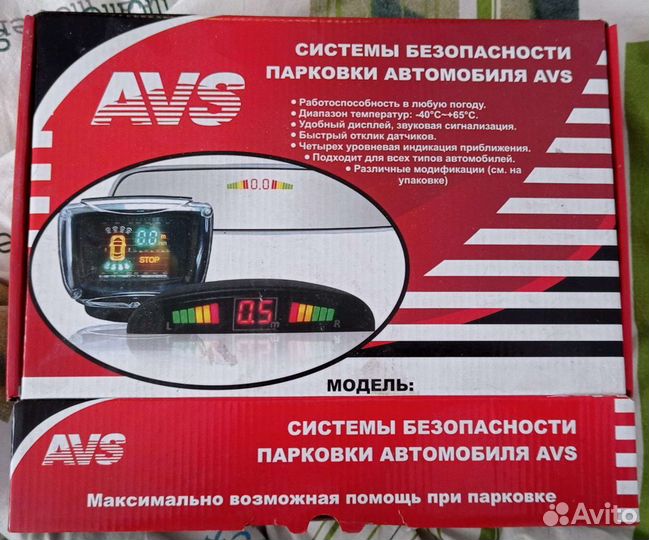 AVS
СИСТЕМЫ БЕЗОПАСНОСТИ
ПАРКОВКИ АВТОМОБИЛЯ AVS
• Работоспособность в любую погоду.
• Диапазон температур: -40°C~+65°C.
• Удобный дисплей, звуковая сигнализация.
• Быстрый отклик датчиков.
• Четырех уровневая индикация приближения.
• Подходит для всех типов автомобилей.
• Различные модификации (см. на
упаковке)
0.0
0.0 m
STOP
L 0.5 m R
МОДЕЛЬ:
AVS
СИСТЕМЫ БЕЗОПАСНОСТИ
ПАРКОВКИ АВТОМОБИЛЯ AVS
Максимально возможная помощь при парковке
Avito